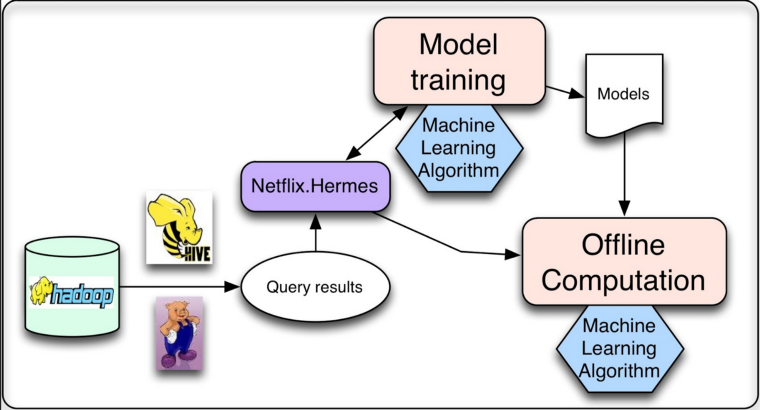 Model
training
Models
Machine
Learning
Algorithm
Netflix.Hermes
HIVE
Offline
Computation
hadoop
Query results
Machine
Learning
Algorithm